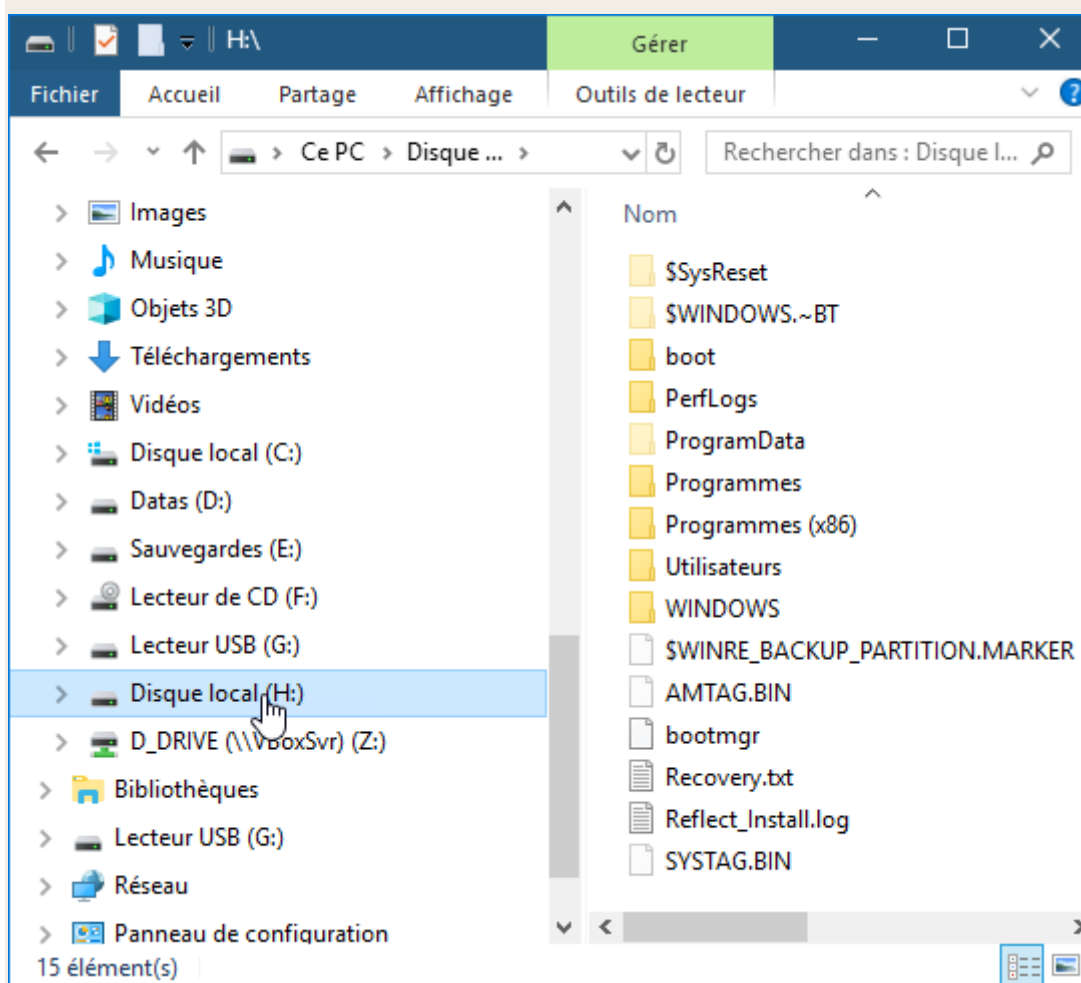 H:\
Gérer
Fichier Accueil Partage Affichage Outils de lecteur
Ce PC > Disque ... > Rechercher dans : Disque l...
Images
Musique
Objets 3D
Téléchargements
Vidéos
Disque local (C:)
Datas (D:)
Sauvegardes (E:)
Lecteur de CD (F:)
Lecteur USB (G:)
Disque local (H:)
D_DRIVE (\\VBoxSvr) (Z:)
Bibliothèques
Lecteur USB (G:)
Réseau
Panneau de configuration
Nom
$SysReset
$WINDOWS.~BT
boot
PerfLogs
ProgramData
Programmes
Programmes (x86)
Utilisateurs
WINDOWS
$WINRE_BACKUP_PARTITION.MARKER
AMTAG.BIN
bootmgr
Recovery.txt
Reflect_Install.log
SYSTAG.BIN
15 élément(s)